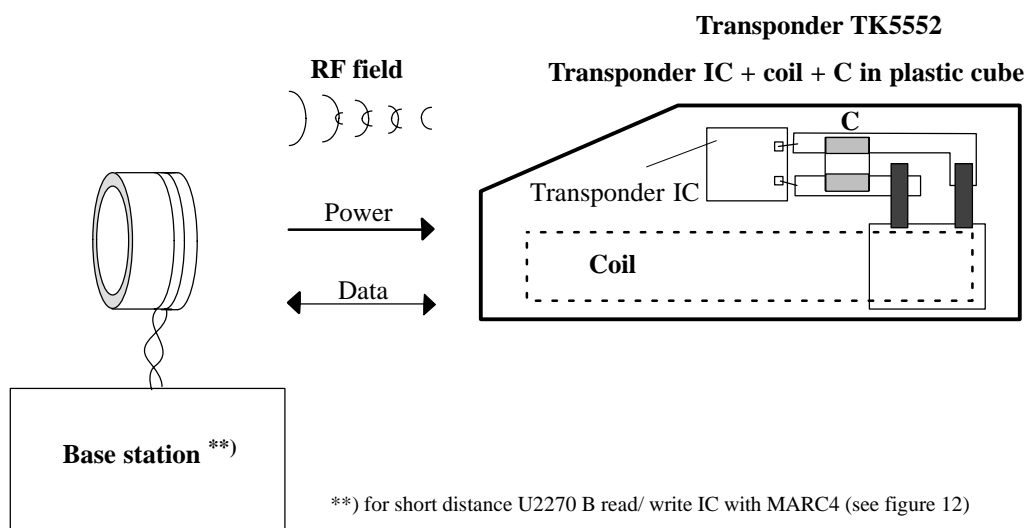 Transponder TK5552
RF field
Transponder IC + coil + C in plastic cube
C
Transponder IC
Power
Coil
Data
Base station **)
**) for short distance U2270 B read/ write IC with MARC4 (see figure 12)